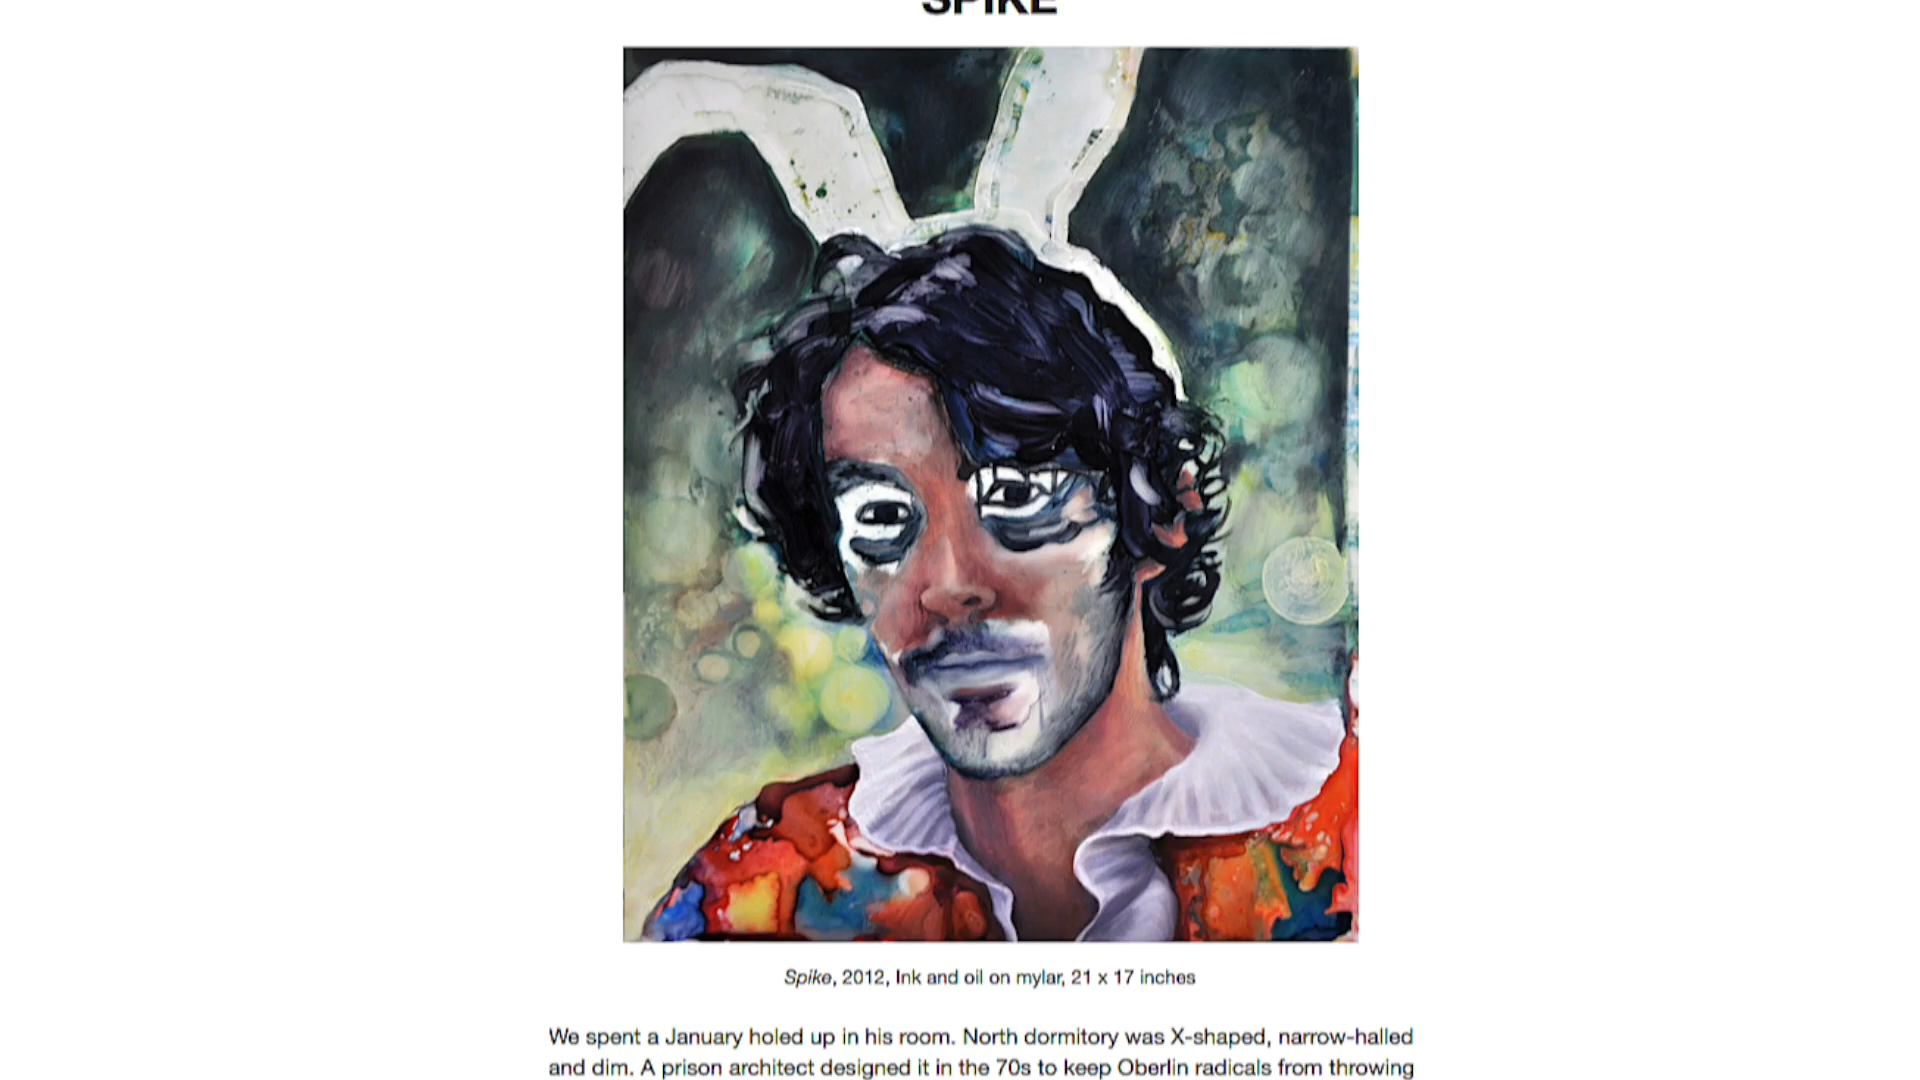 SPIKE
Spike, 2012, Ink and oil on mylar, 21 x 17 inches
We spent a January holed up in his room. North dormitory was X-shaped, narrow-halled
and dim. A prison architect designed it in the 70s to keep Oberlin radicals from throwing